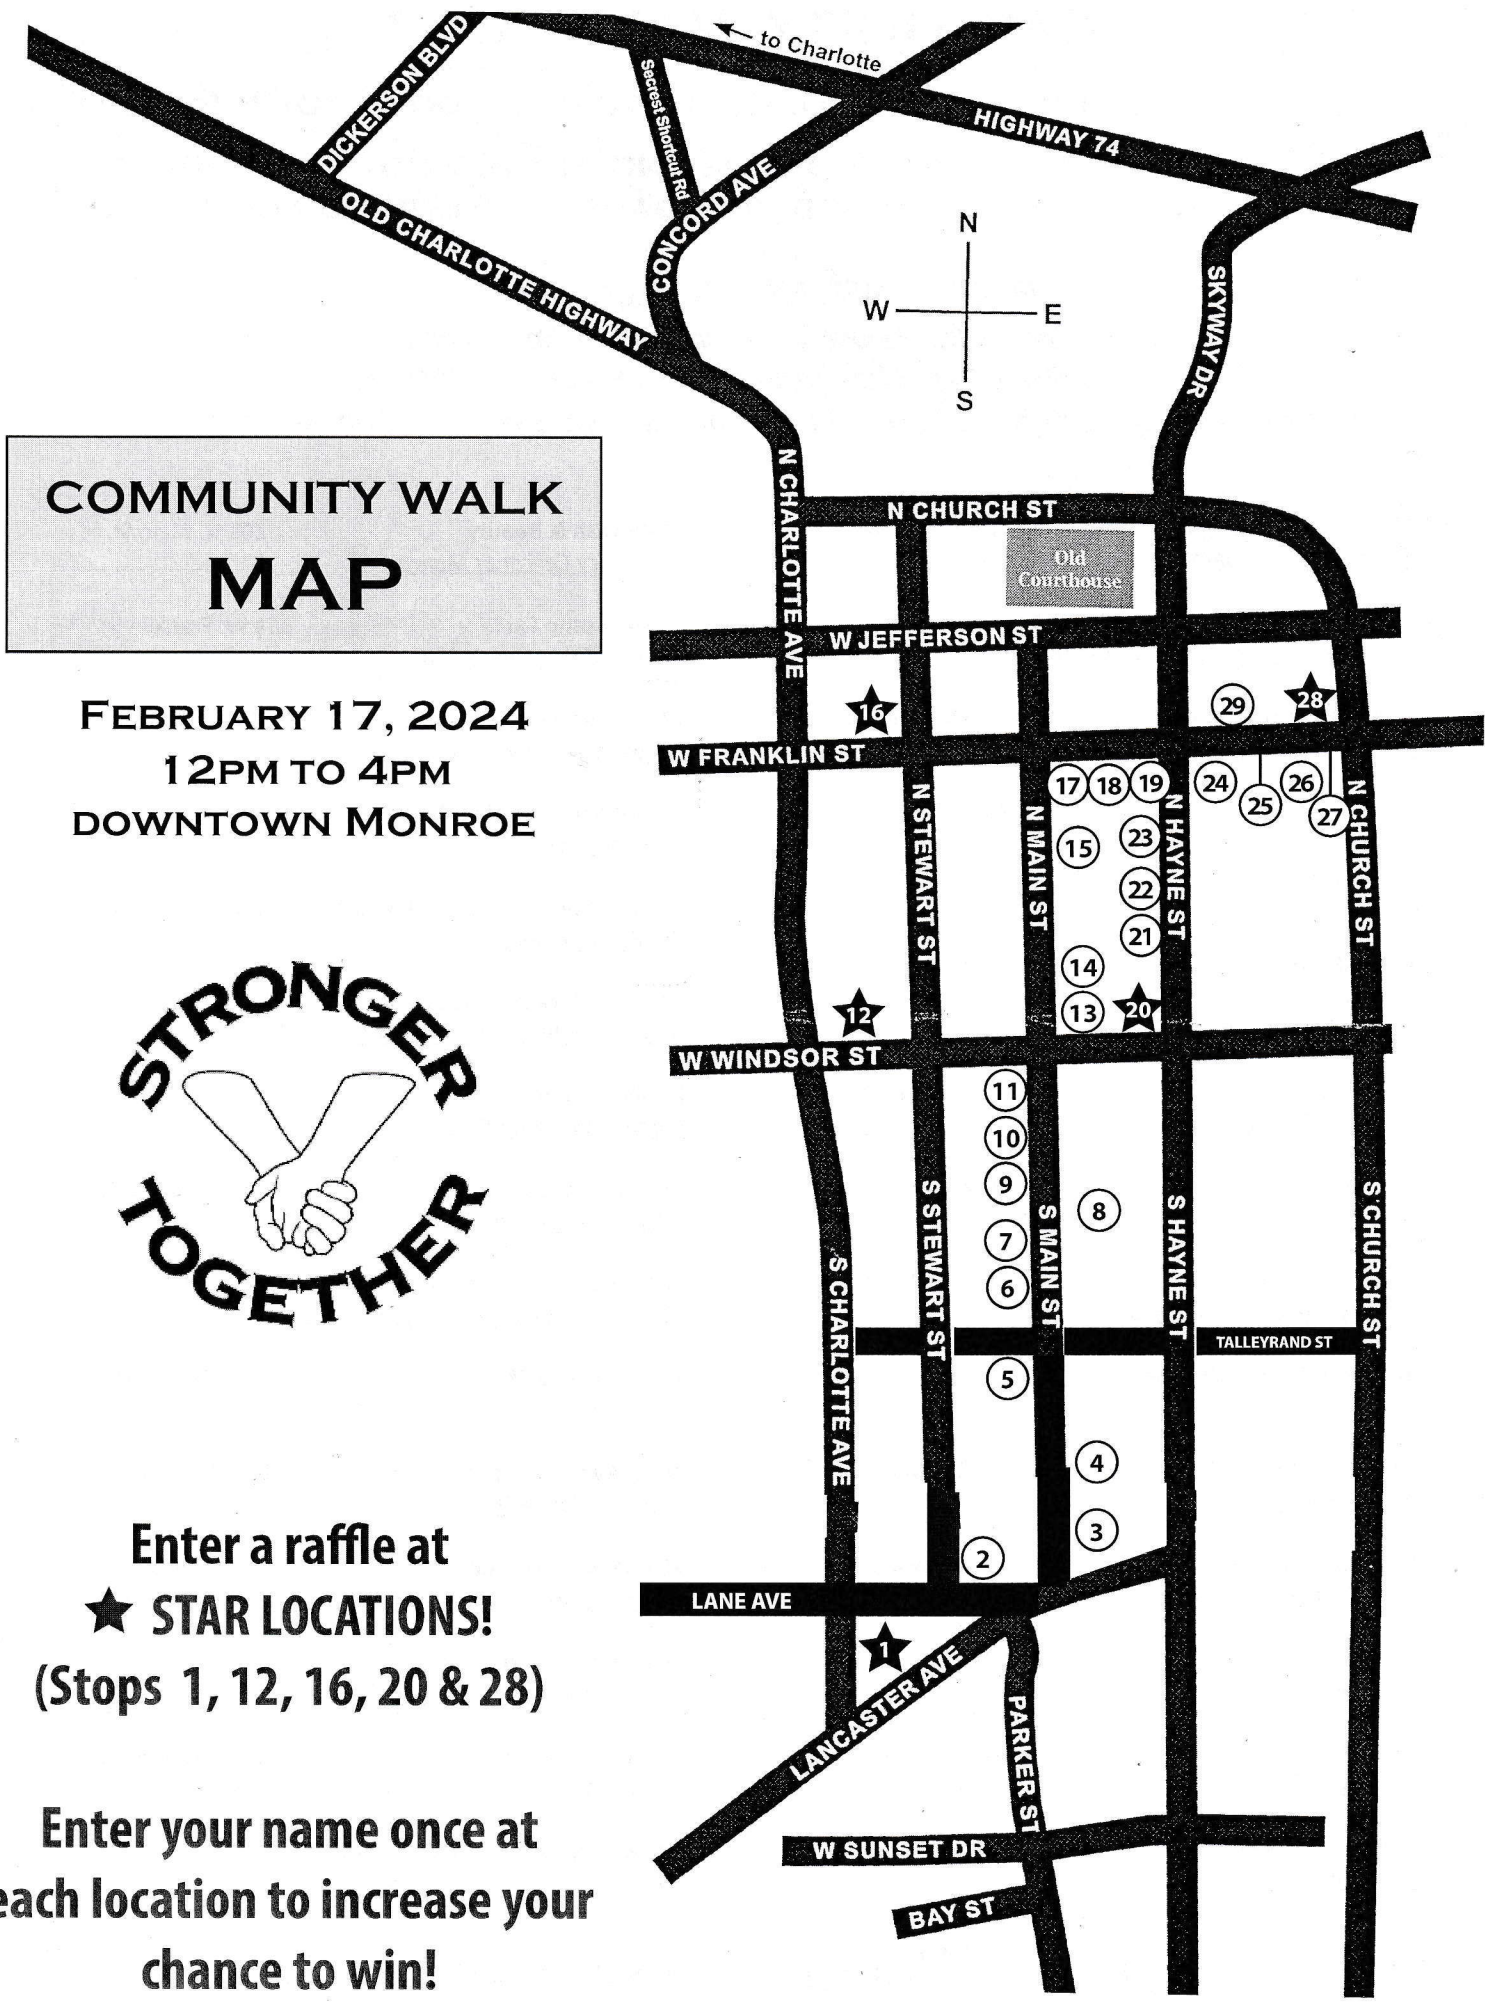 DICKERSON BLVD
to Charlotte
Secrest Shortcut Rd
HIGHWAY 74
CONCORD AVE
OLD CHARLOTTE HIGHWAY
N
W
E
S
SKYWAY DR
COMMUNITY WALK
MAP
FEBRUARY 17, 2024
12PM TO 4PM
DOWNTOWN MONROE
N CHARLOTTE AVE
N CHURCH ST
Old
Courthouse
W JEFFERSON ST
16
29
28
W FRANKLIN ST
17
18
19
24
25
26
27
N STEWART ST
N MAIN ST
N HAYNE ST
N CHURCH ST
15
23
22
21
14
13
12
20
W WINDSOR ST
STRONGER
TOGETHER
11
10
9
8
7
6
S CHARLOTTE AVE
S STEWART ST
S MAIN ST
S HAYNE ST
S CHURCH ST
TALLEYRAND ST
5
4
3
2
LANE AVE
1
LANCASTER AVE
PARKER ST
W SUNSET DR
BAY ST
Enter a raffle at
STAR LOCATIONS!
(Stops 1, 12, 16, 20 & 28)
Enter your name once at
each location to increase your
chance to win!